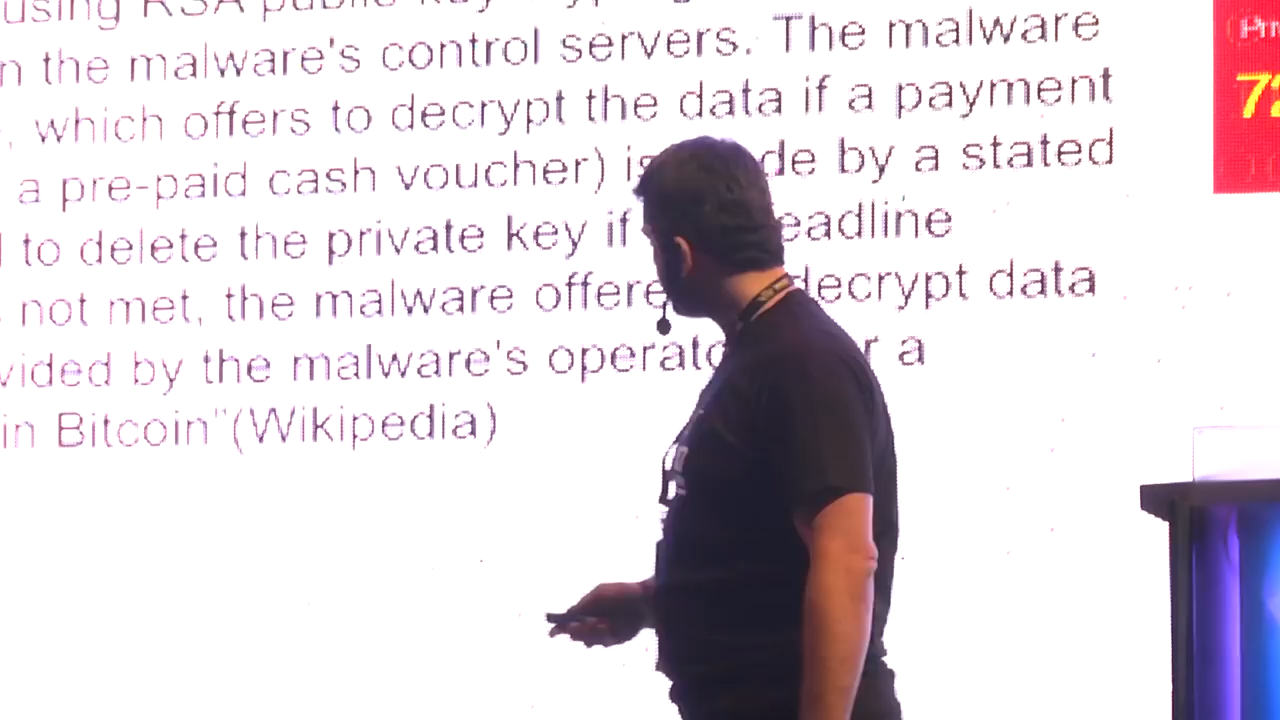 using RSA public
n the malware's control servers. The malware
, which offers to decrypt the data if a payment
a pre-paid cash voucher) is de by a stated
to delete the private key if eadline
not met, the malware offere decrypt data
vided by the malware's operato r a
in Bitcoin"(Wikipedia)
72